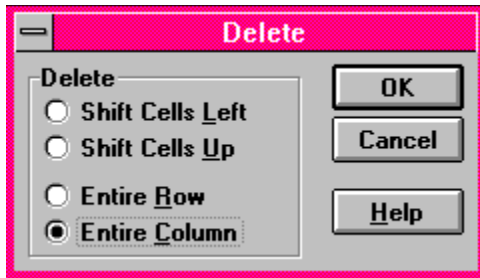 Delete
Delete
Shift Cells Left
Shift Cells Up
Entire Row
Entire Column
OK
Cancel
Help